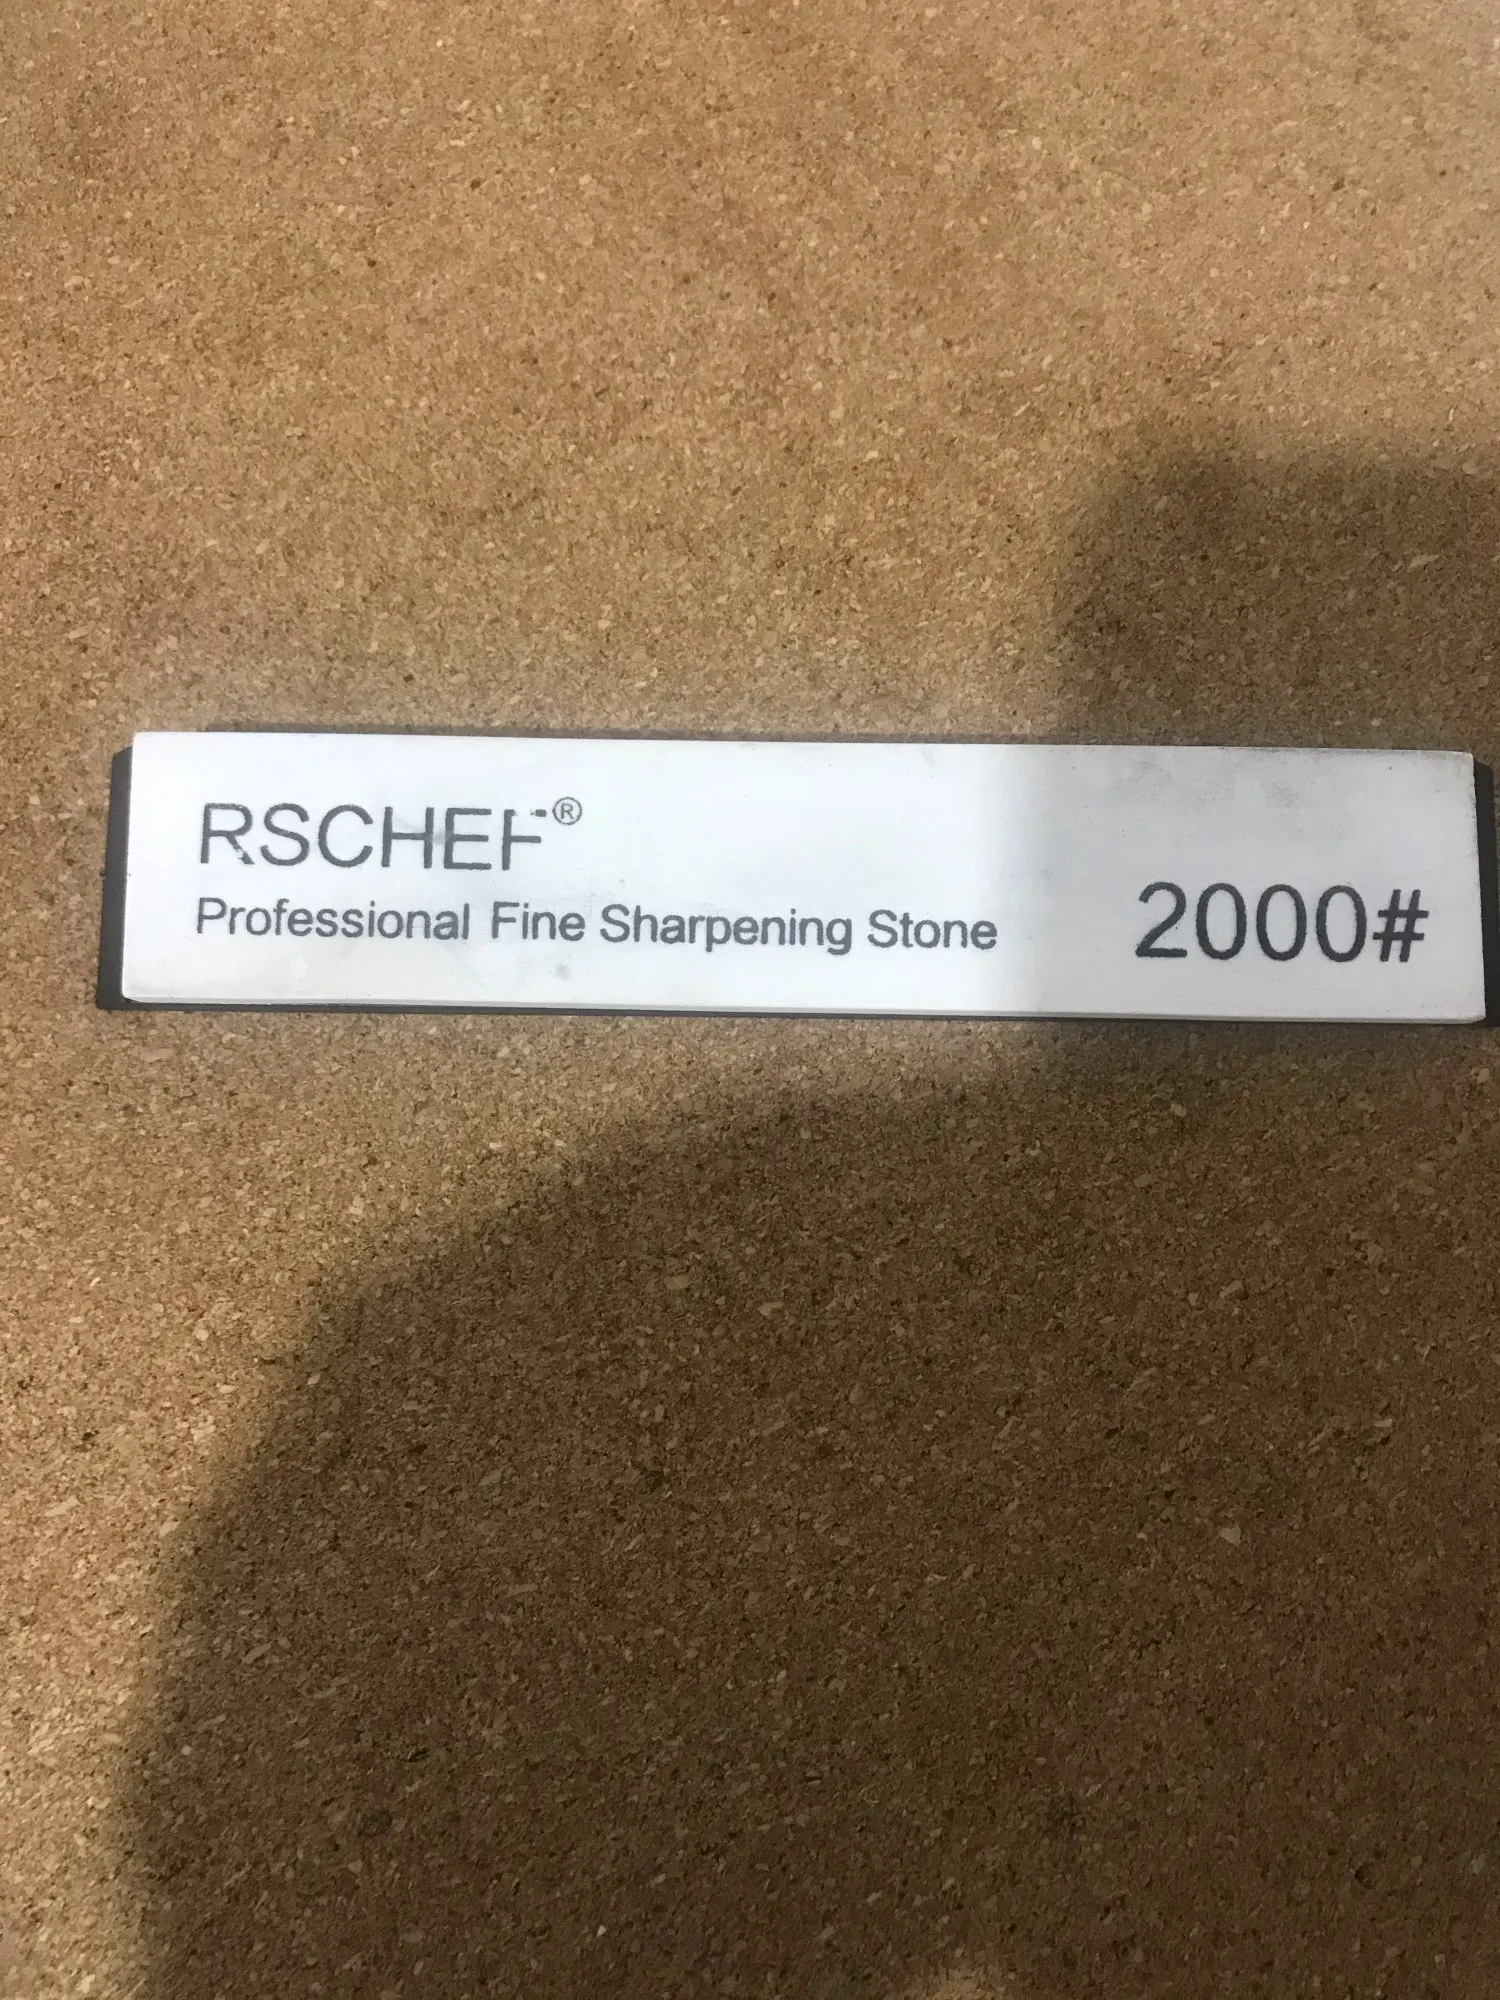 RSCHEF®
Professional Fine Sharpening Stone
2000#